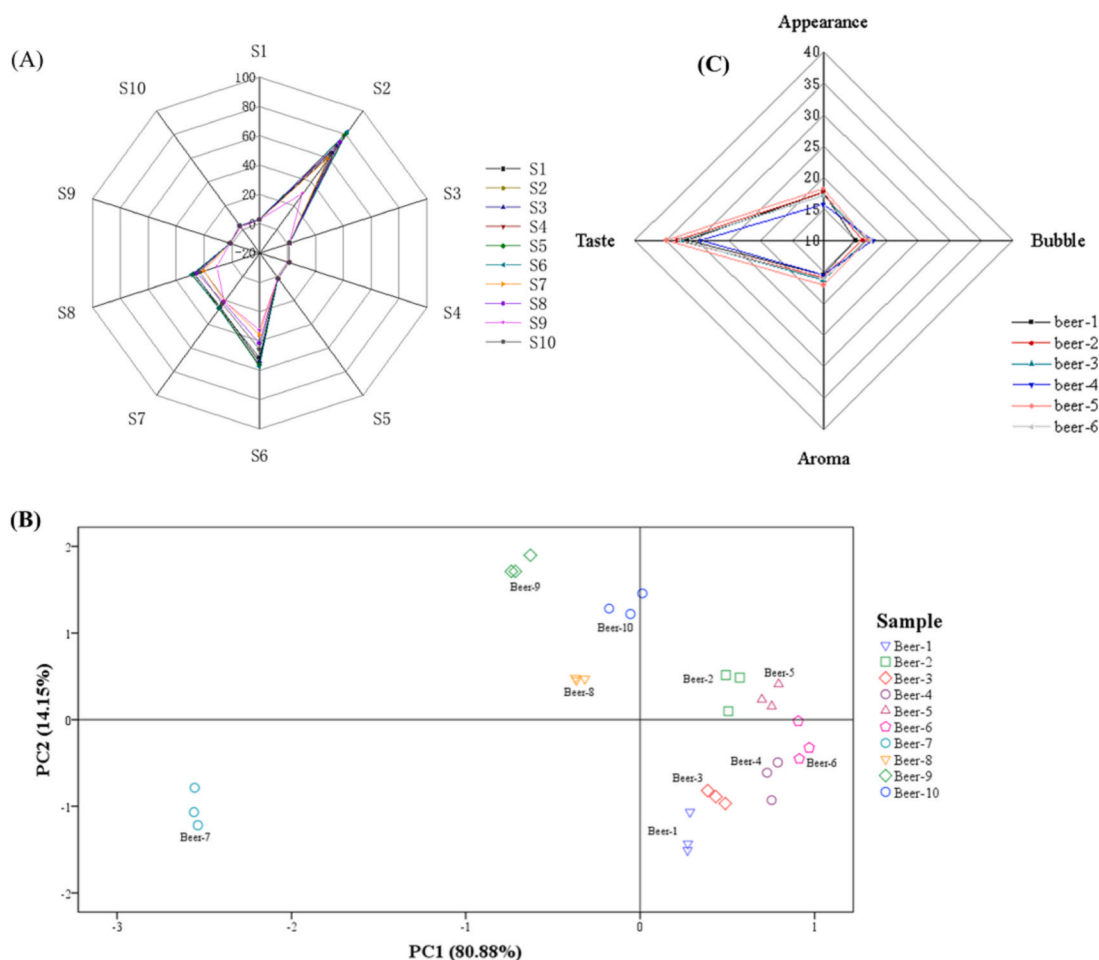 (A)
S1
S2
S3
S4
S5
S6
S7
S8
S9
S10
100
80
60
40
20
0
-20
S1
S2
S3
S4
S5
S6
S7
S8
S9
S10
(C)
Appearance
Bubble
Aroma
Taste
40
35
30
25
20
15
10
beer-1
beer-2
beer-3
beer-4
beer-5
beer-6
(B)
PC2 (14.15%)
2
1
0
-1
-2
Beer-9
Beer-10
Beer-8
Beer-2
Beer-5
Beer-4
Beer-6
Beer-3
Beer-1
Beer-7
-3
-2
-1
0
1
PC1 (80.88%)
Sample
Beer-1
Beer-2
Beer-3
Beer-4
Beer-5
Beer-6
Beer-7
Beer-8
Beer-9
Beer-10